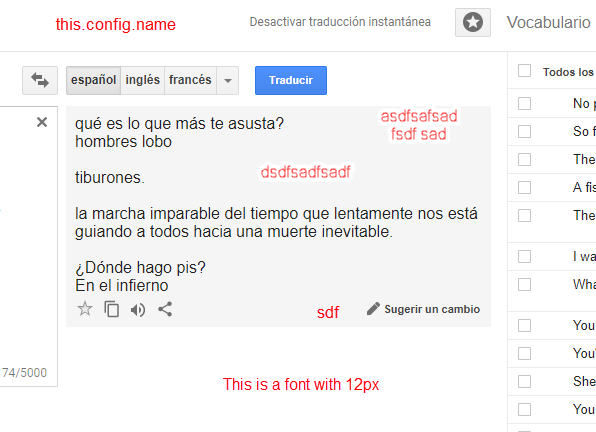 this.config.name
Desactivar traducción instantánea
Vocabulario
español inglés francés
Traducir
Todos los
qué es lo que más te asusta?
hombres lobo
tiburones.
la marcha imparable del tiempo que lentamente nos está
guiando a todos hacia una muerte inevitable.
¿Dónde hago pis?
En el infierno
asdfsafsad
fsdf sad
dsdfsadfsadf
sdf
Sugerir un cambio
74/5000
This is a font with 12px
No p
So f
The
A fis
The
I wa
Wha
You
You'
She
You